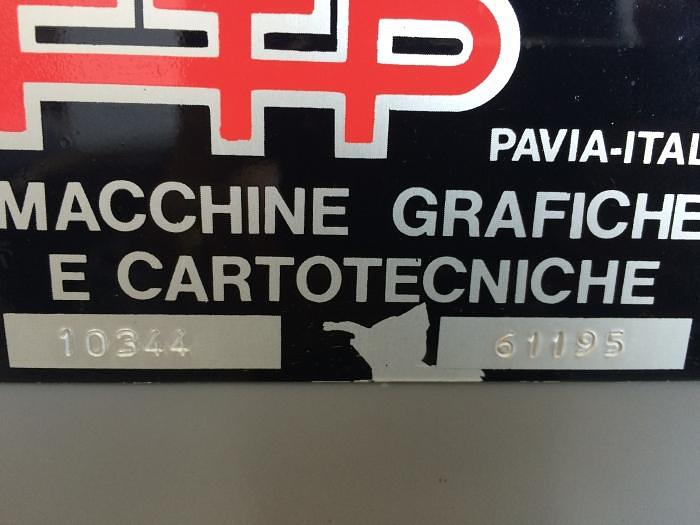 PAVIA-ITAL
MACCHINE GRAFICHE
E CARTOTECNICHE
10344 61195